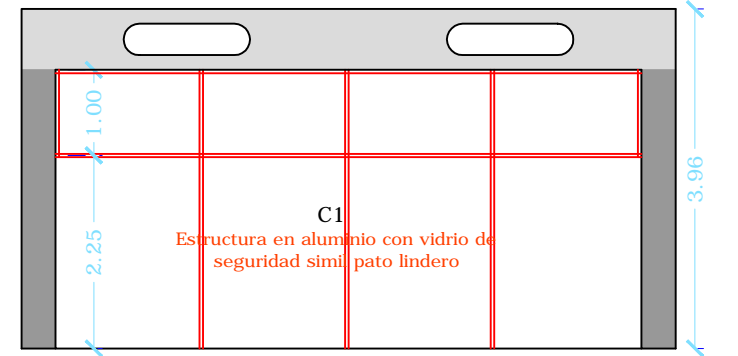 1.00
3.96
2.25
C1
Estructura en aluminio con vidrio de
seguridad simil pato lindero